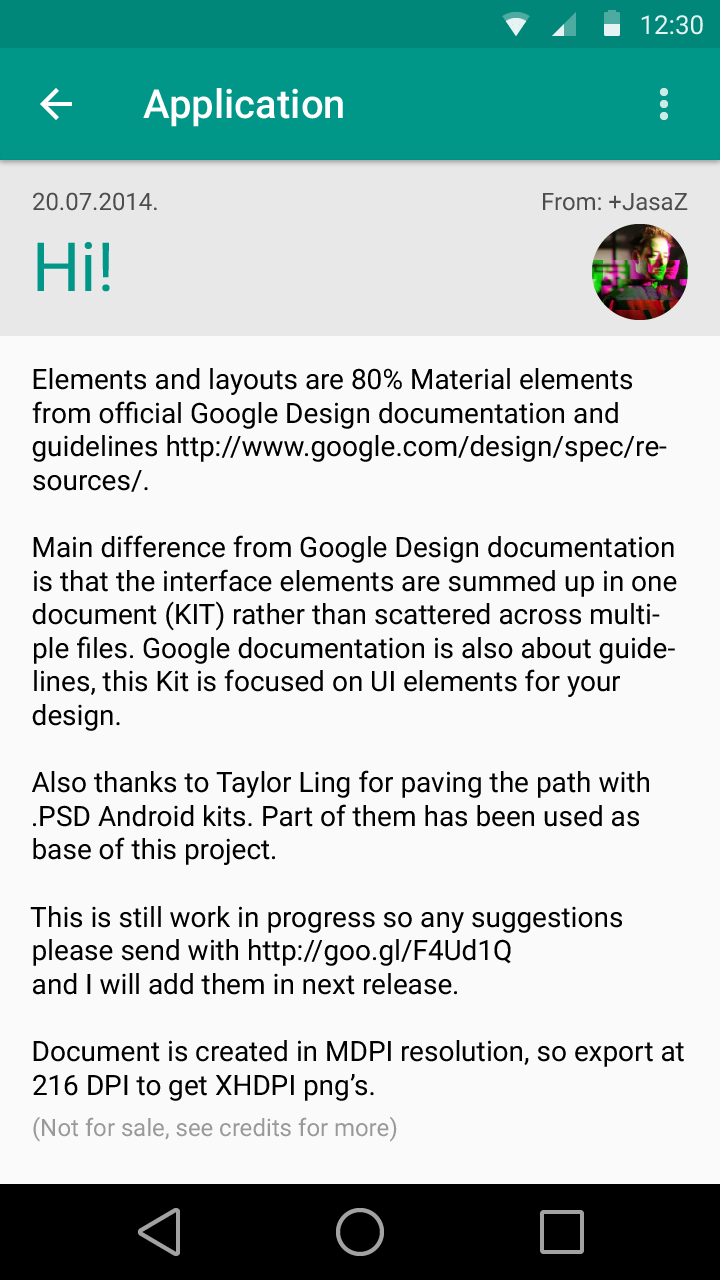 12:30
Application
20.07.2014.
From: +JasaZ
Hi!
Elements and layouts are 80% Material elements
from official Google Design documentation and
guidelines http://www.google.com/design/spec/re-
sources/.
Main difference from Google Design documentation
is that the interface elements are summed up in one
document (KIT) rather than scattered across multi-
ple files. Google documentation is also about guide-
lines, this Kit is focused on UI elements for your
design.
Also thanks to Taylor Ling for paving the path with
.PSD Android kits. Part of them has been used as
base of this project.
This is still work in progress so any suggestions
please send with http://goo.gl/F4Ud1Q
and I will add them in next release.
Document is created in MDPI resolution, so export at
216 DPI to get XHDPI png’s.
(Not for sale, see credits for more)